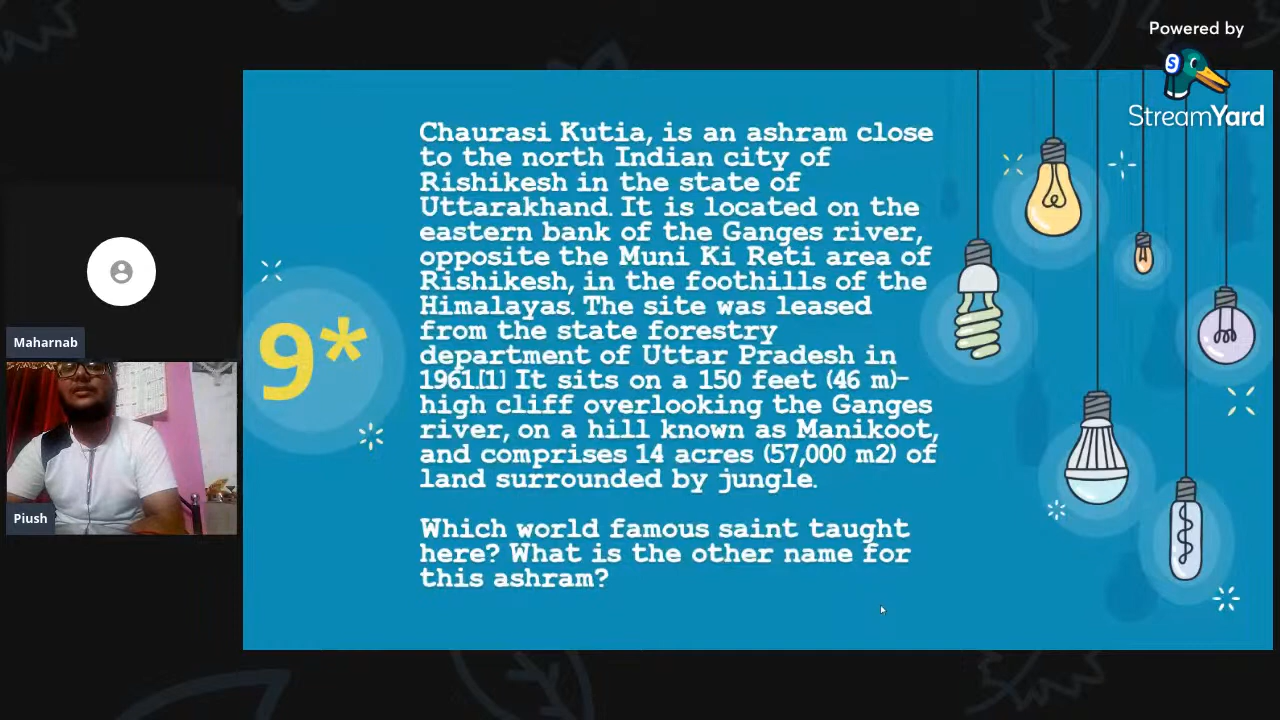 Powered by
StreamYard
Chaurasi Kutia, is an ashram close
to the north Indian city of
Rishikesh in the state of
Uttarakhand. It is located on the
eastern bank of the Ganges river,
opposite the Muni Ki Reti area of
Rishikesh, in the foothills of the
Himalayas. The site was leased
from the state forestry
department of Uttar Pradesh in
1961.[1] It sits on a 150 feet (46 m)-
high cliff overlooking the Ganges
river, on a hill known as Manikoot,
and comprises 14 acres (57,000 m2) of
land surrounded by jungle.
Which world famous saint taught
here? What is the other name for
this ashram?
9*
Maharnab
Piush